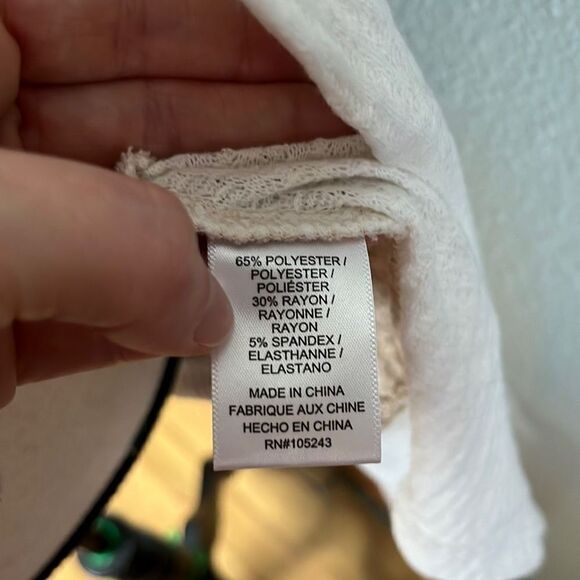 65% POLYESTER /
POLYESTER /
POLIÉSTER
30% RAYON /
RAYONNE /
RAYON
5% SPANDEX /
ELASTHANNE /
ELASTANO
MADE IN CHINA
FABRIQUE AUX CHINE
HECHO EN CHINA
RN#105243